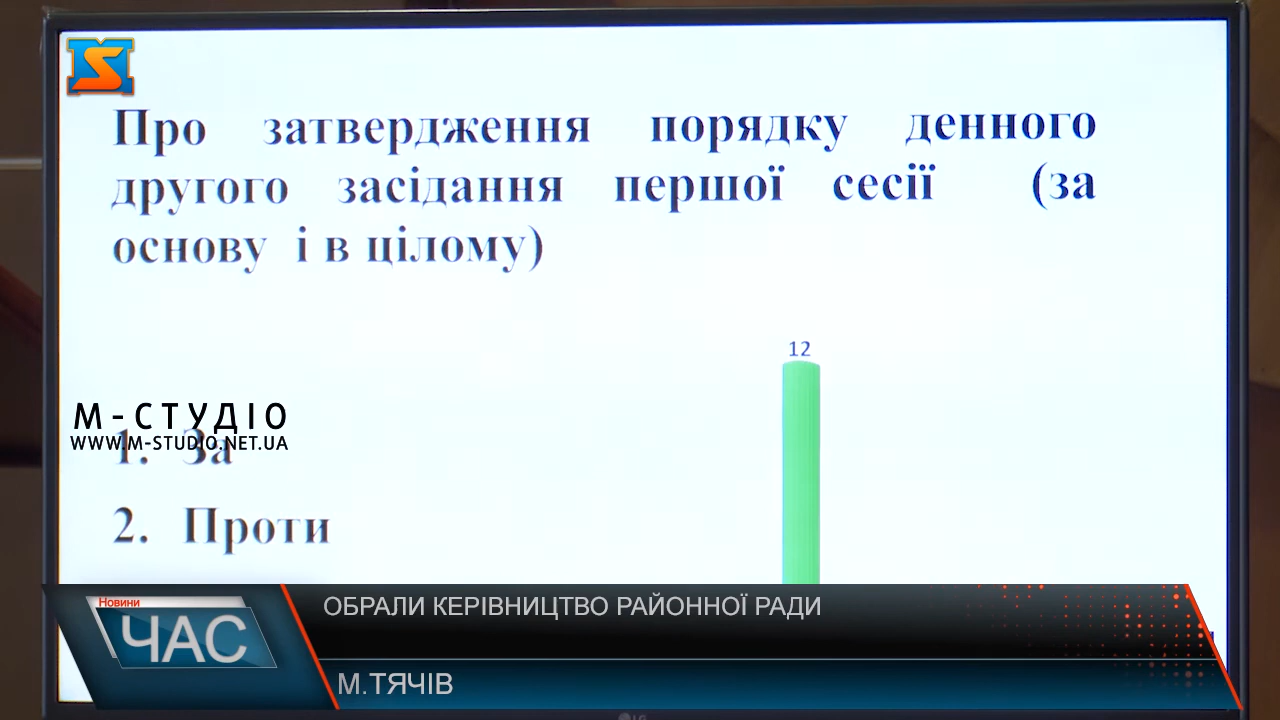 Про затвердження порядку денного
другого засідання першої сесії (за
основу і в цілому)
12
М-СТУДІО
WWW.M-STUDIO.NET.UA
1. За
2. Проти
Новини
ЧАС
ОБРАЛИ КЕРІВНИЦТВО РАЙОННОЇ РАДИ
М.ТЯЧІВ
LG